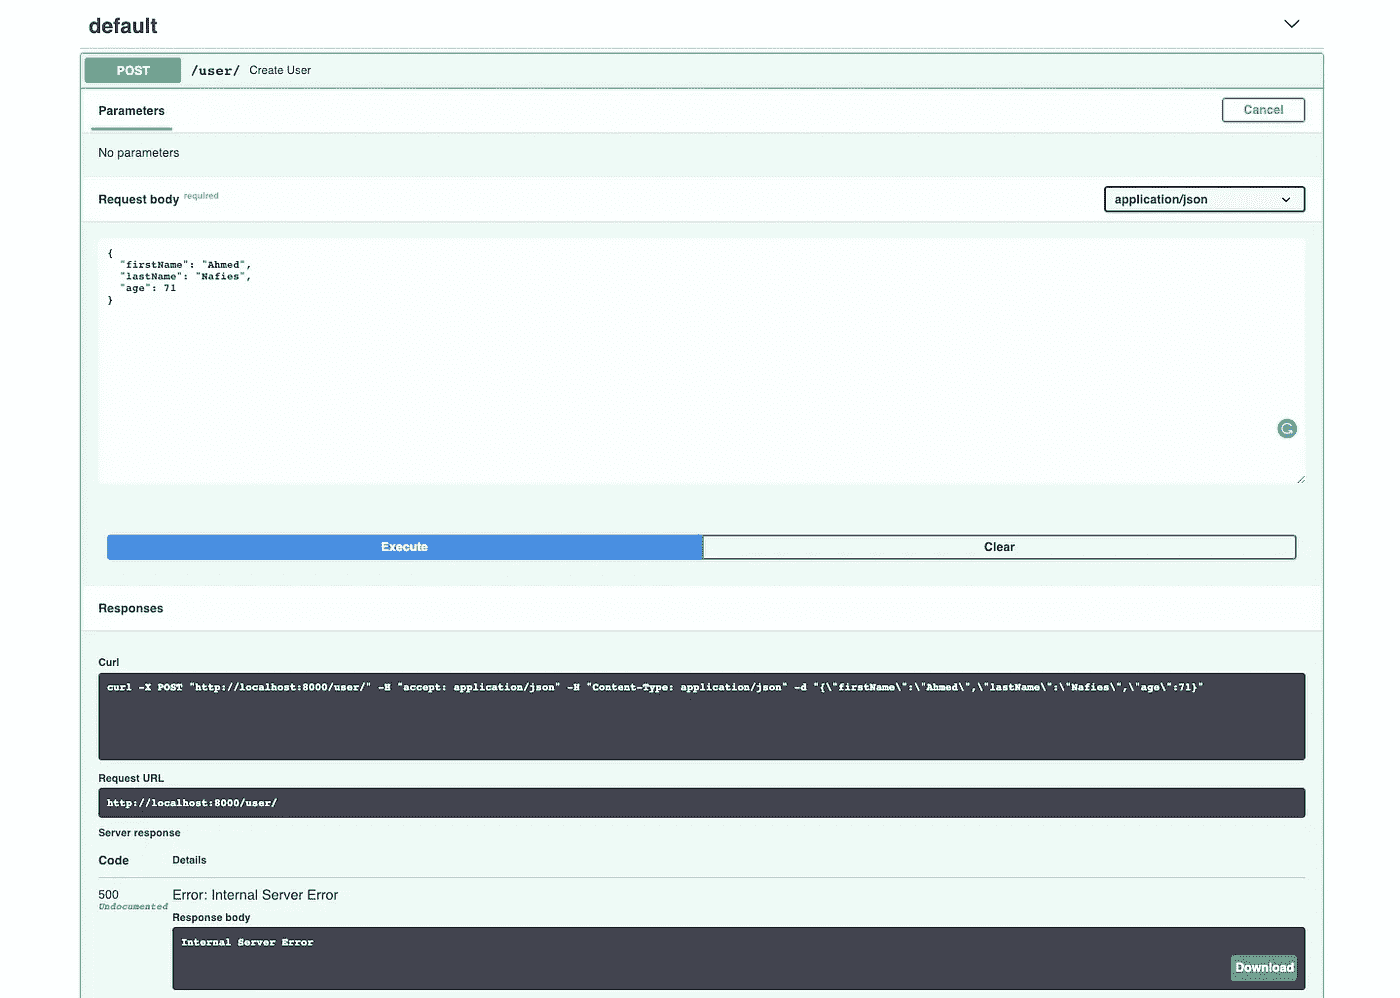 default
POST /user/ Create User
Parameters
Cancel
No parameters
Request body required
application/json
{
"firstName": "Ahmed",
"lastName": "Nafies",
"age": 71
}
Execute
Clear
Responses
Curl
curl -X POST "http://localhost:8000/user/" -H "accept: application/json" -H "Content-Type: application/json" -d "{\"firstName\":\"Ahmed\",\"lastName\":\"Nafies\",\"age\":71}"
Request URL
http://localhost:8000/user/
Server response
Code Details
500 Error: Internal Server Error
Undocumented
Response body
Internal Server Error
Download